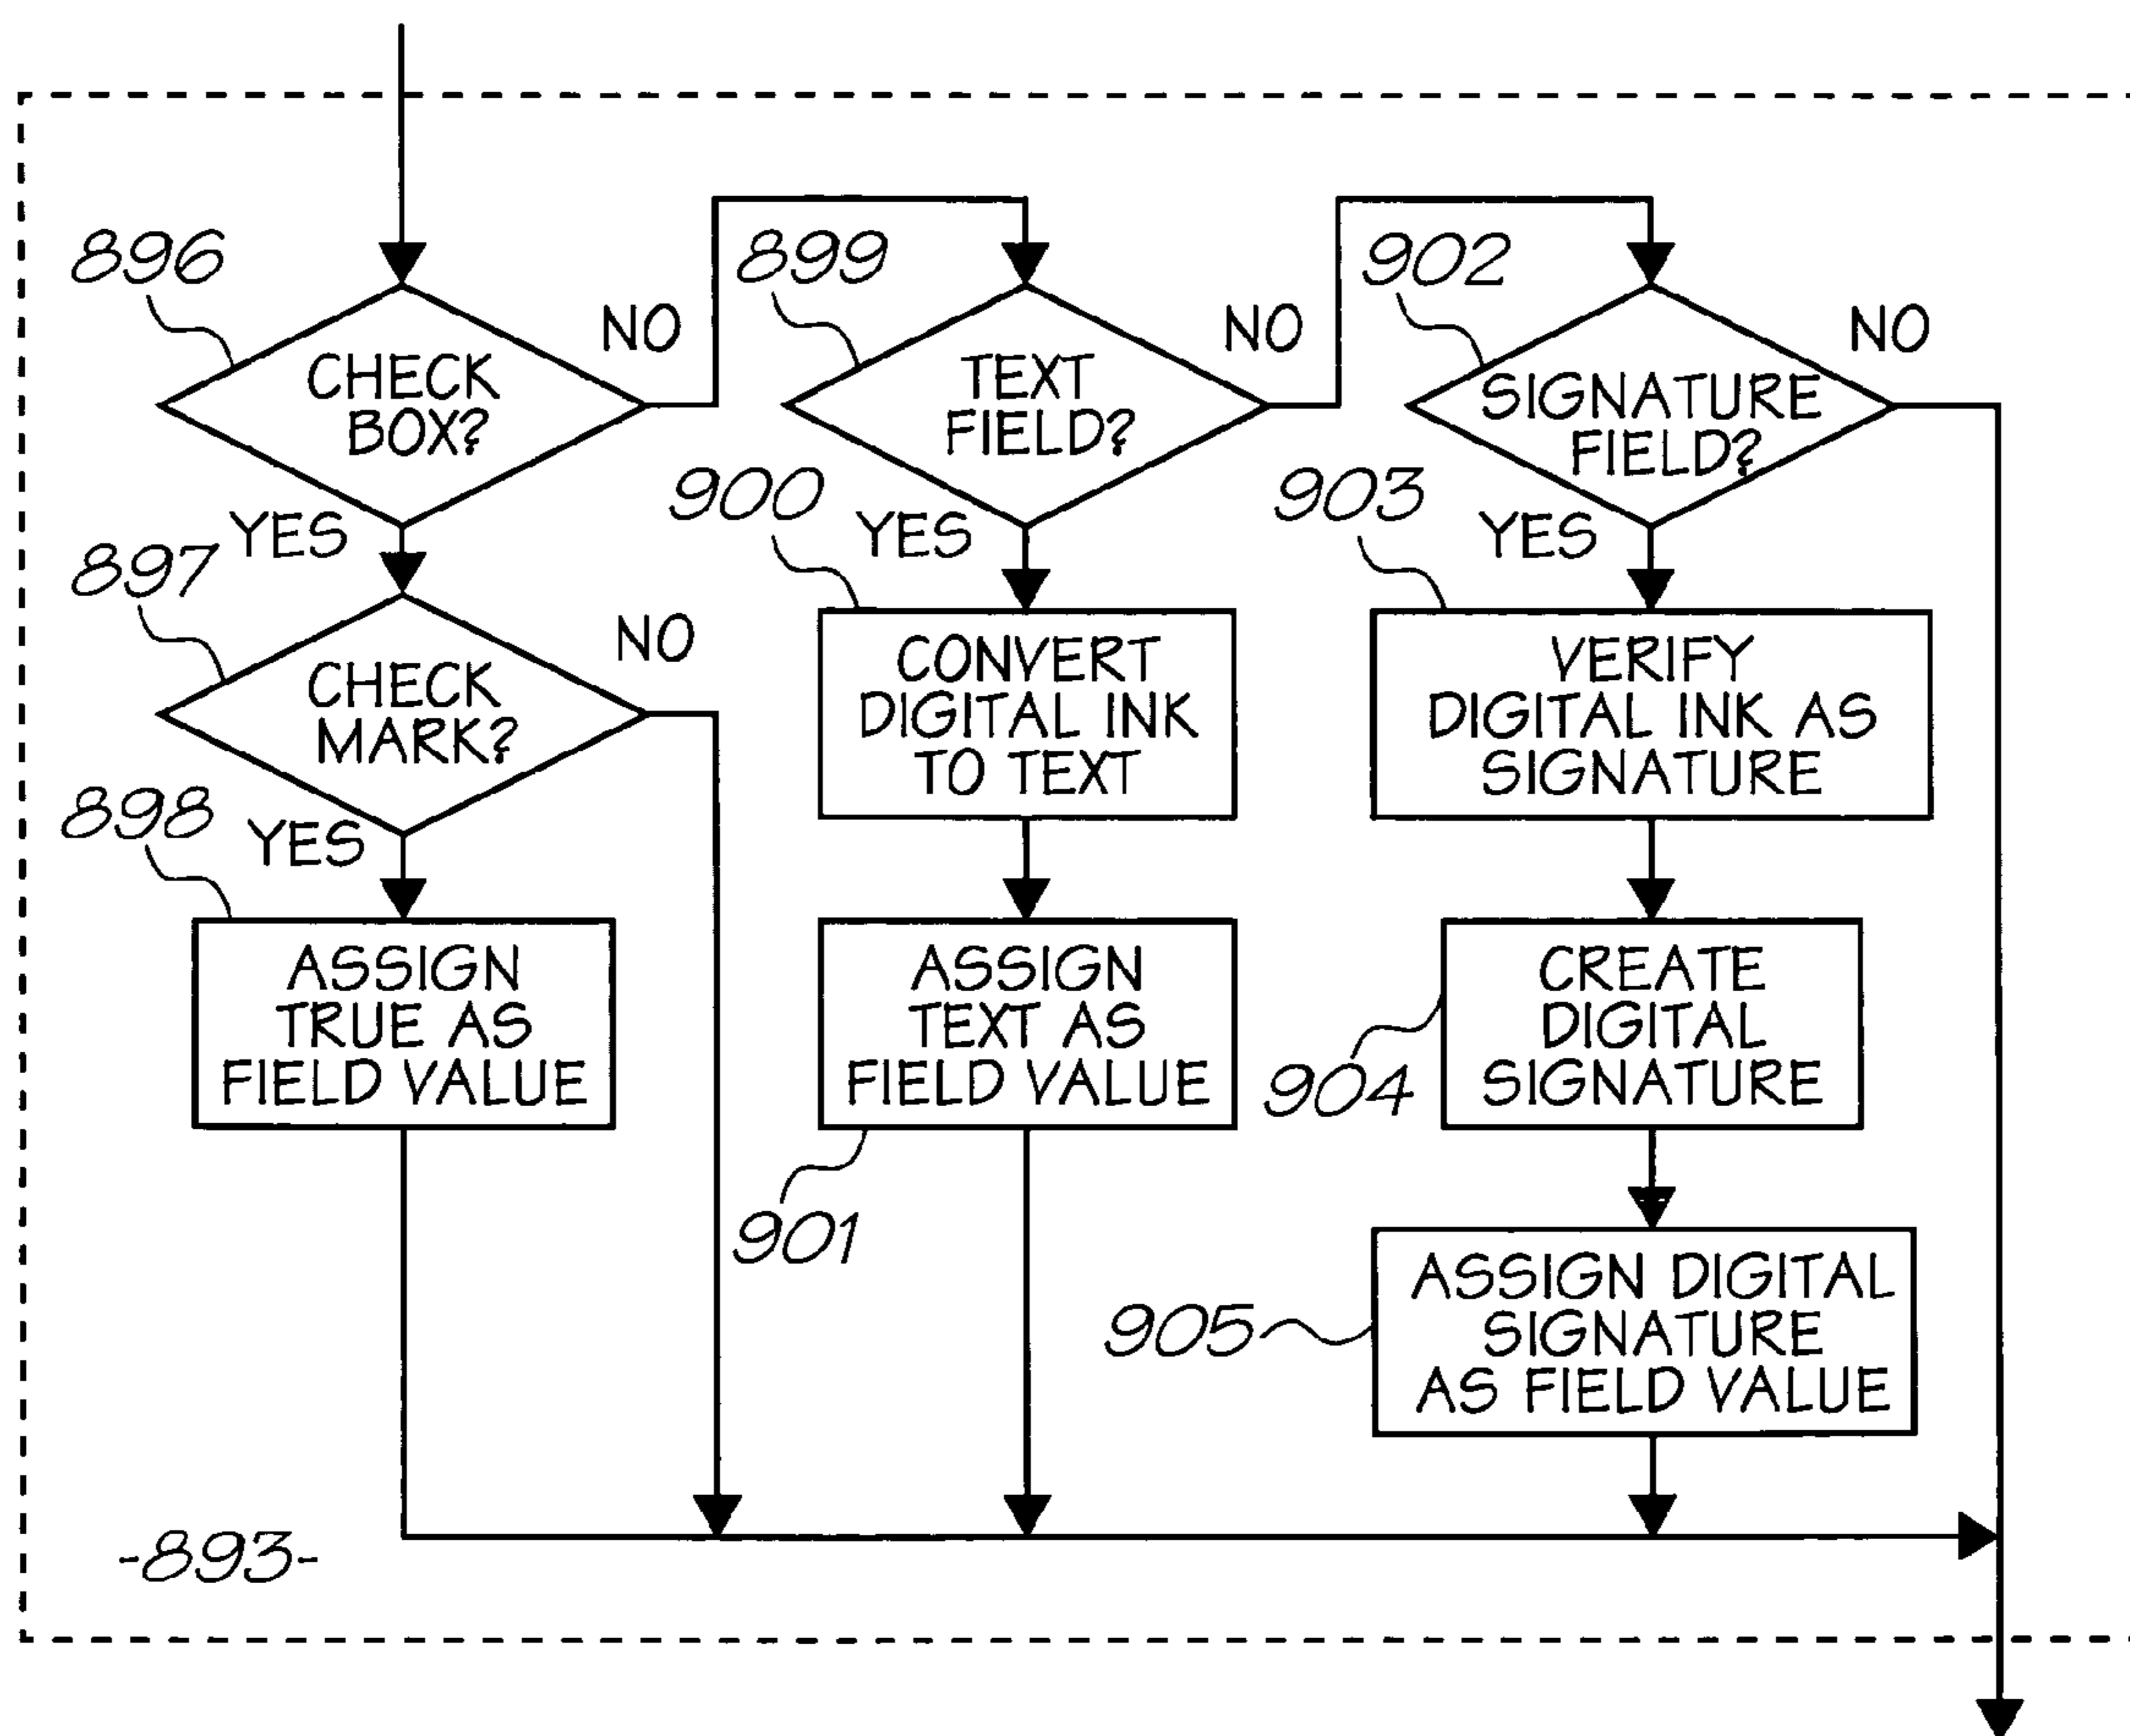 896
CHECK
BOX?
NO
YES
897
CHECK
MARK?
NO
YES
898
ASSIGN
TRUE AS
FIELD VALUE
899
TEXT
FIELD?
NO
YES
900
CONVERT
DIGITAL INK
TO TEXT
ASSIGN
TEXT AS
FIELD VALUE
901
902
SIGNATURE
FIELD?
NO
YES
903
VERIFY
DIGITAL INK AS
SIGNATURE
CREATE
DIGITAL
SIGNATURE
904
ASSIGN DIGITAL
SIGNATURE
AS FIELD VALUE
905
-893-